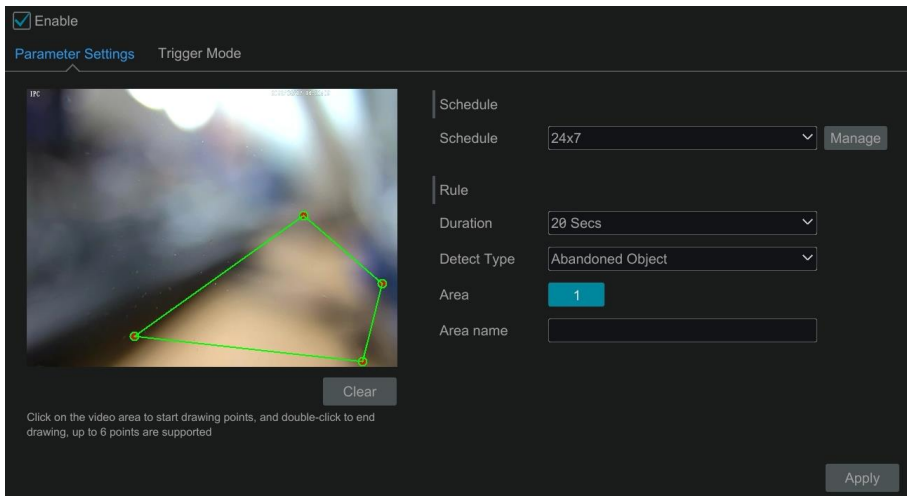 Enable
Parameter Settings Trigger Mode
IPC
Schedule
Schedule 24x7 Manage
Rule
Duration 20 Secs
Detect Type Abandoned Object
Area 1
Area name
Clear
Click on the video area to start drawing points, and double-click to end
drawing, up to 6 points are supported
Apply